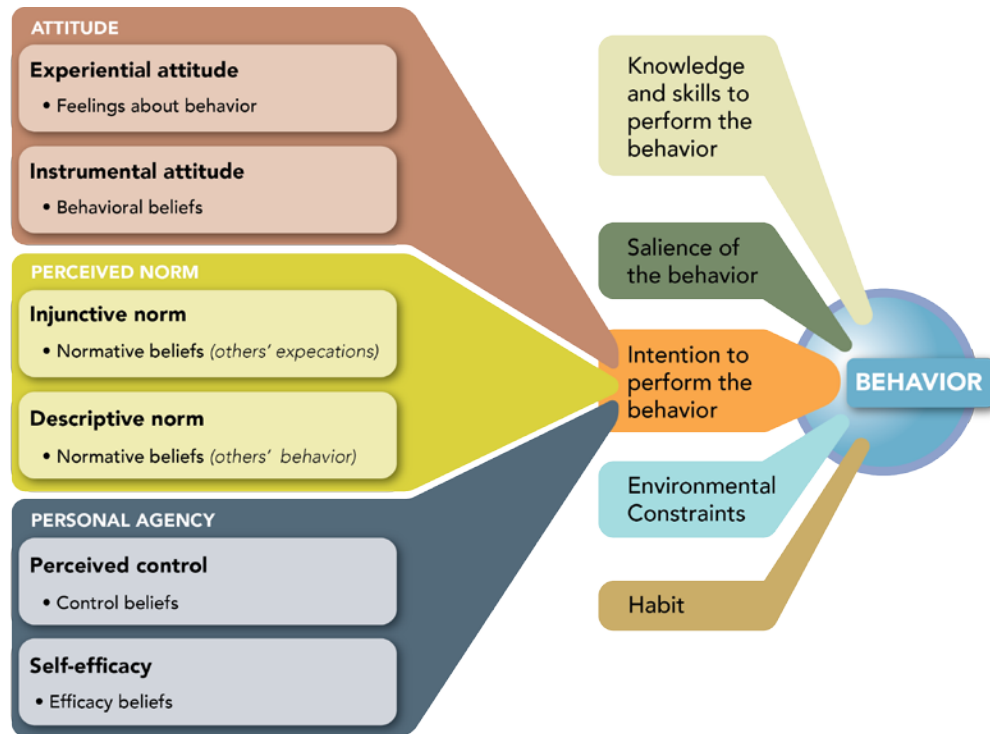 ATTITUDE
Experiential attitude
• Feelings about behavior
Instrumental attitude
• Behavioral beliefs
PERCEIVED NORM
Injunctive norm
• Normative beliefs (others’ expecations)
Descriptive norm
• Normative beliefs (others’ behavior)
PERSONAL AGENCY
Perceived control
• Control beliefs
Self-efficacy
• Efficacy beliefs
Knowledge
and skills to
perform the
behavior
Salience of
the behavior
Intention to
perform the
behavior
Environmental
Constraints
Habit
BEHAVIOR